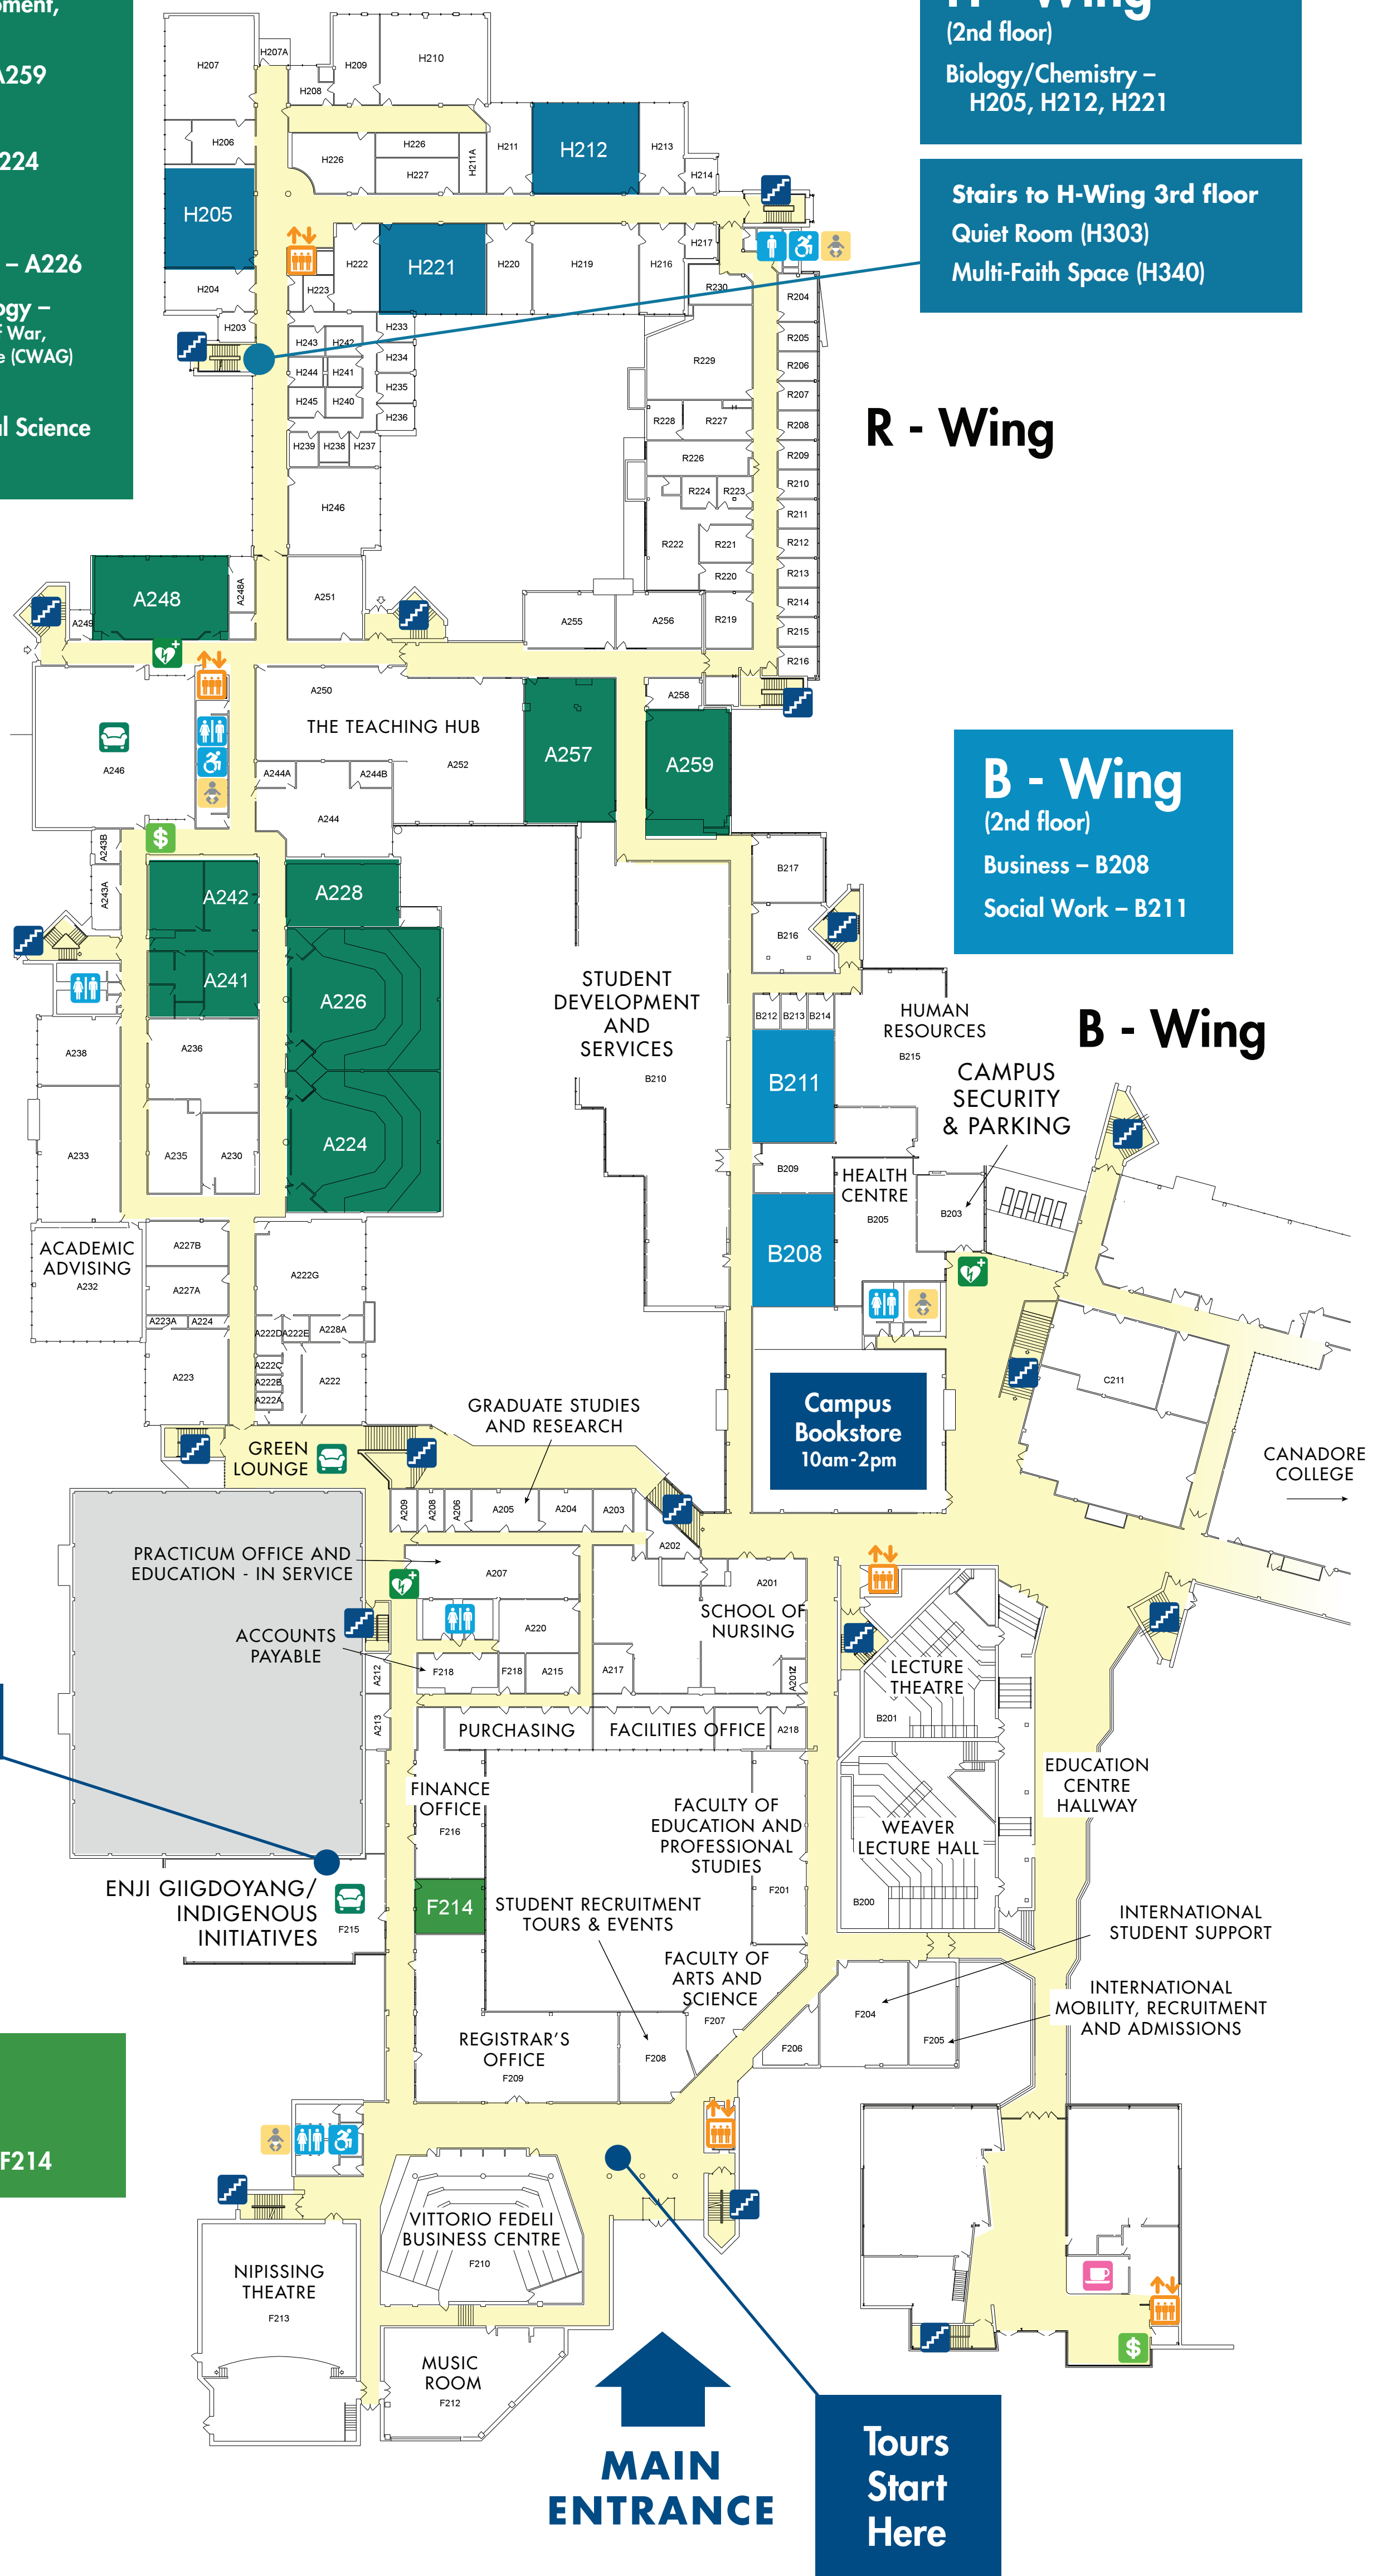 ment,
A259
224
– A226
ogy –
f War,
e (CWAG)
l Science
H - Wing
(2nd floor)
Biology/Chemistry –
H205, H212, H221
Stairs to H-Wing 3rd floor
Quiet Room (H303)
Multi-Faith Space (H340)
H207
H207A
H209
H210
H208
H206
H226
H226
H227
H211A
H211
H212
H213
H214
H205
H204
H203
H222
H223
H221
H220
H219
H216
H217
H243
H242
H233
H244
H241
H234
H245
H240
H235
H236
H239
H238
H237
H246
R230
R204
R229
R205
R206
R207
R228
R227
R208
R226
R209
R224
R223
R210
R211
R222
R221
R212
R220
R213
R214
R219
R215
R216
R - Wing
A248
A248A
A249
A251
A255
A256
A250
THE TEACHING HUB
A252
A257
A258
A259
A246
A244A
A244B
A244
A243B
A243A
A242
A241
A228
A226
A224
A238
A236
A233
A235
A230
ACADEMIC
ADVISING
A232
A227B
A227A
A223A
A224
A223
A222G
A222D
A222E
A228A
A222C
A222B
A222A
A222
B - Wing
(2nd floor)
Business – B208
Social Work – B211
B217
B216
STUDENT
DEVELOPMENT
AND
SERVICES
B210
B212
B213
B214
HUMAN
RESOURCES
B215
B - Wing
B211
CAMPUS
SECURITY
& PARKING
B209
HEALTH
CENTRE
B205
B203
B208
Campus
Bookstore
10am-2pm
C211
CANADORE
COLLEGE
GREEN
LOUNGE
GRADUATE STUDIES
AND RESEARCH
A209
A208
A206
A205
A204
A203
A202
PRACTICUM OFFICE AND
EDUCATION - IN SERVICE
A207
A201
SCHOOL OF
NURSING
A220
ACCOUNTS
PAYABLE
A212
F218
F218
A215
A217
A201Z
A213
PURCHASING
FACILITIES OFFICE
A218
LECTURE
THEATRE
B201
FINANCE
OFFICE
F216
FACULTY OF
EDUCATION AND
PROFESSIONAL
STUDIES
F201
WEAVER
LECTURE HALL
B200
EDUCATION
CENTRE
HALLWAY
ENJI GIIGDOYANG/
INDIGENOUS
INITIATIVES
F215
F214
STUDENT RECRUITMENT
TOURS & EVENTS
FACULTY OF
ARTS AND
SCIENCE
F207
INTERNATIONAL
STUDENT SUPPORT
INTERNATIONAL
MOBILITY, RECRUITMENT
AND ADMISSIONS
F204
F205
F206
REGISTRAR'S
OFFICE
F209
F208
F214
VITTORIO FEDELI
BUSINESS CENTRE
F210
NIPISSING
THEATRE
F213
MUSIC
ROOM
F212
$
$
MAIN
ENTRANCE
Tours
Start
Here